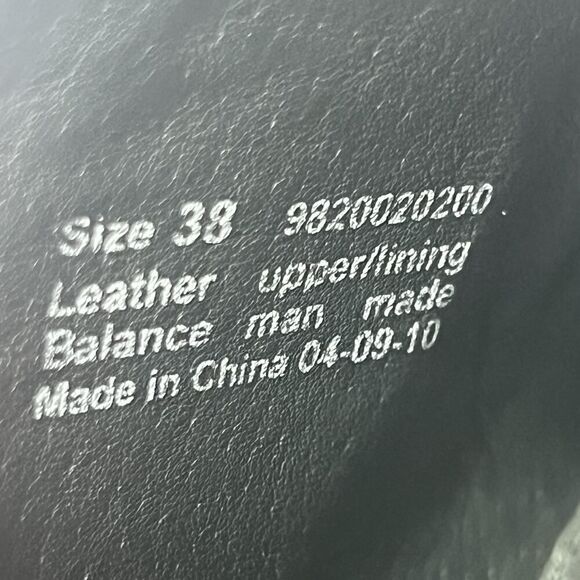 Size 38 9820020200
Leather upper/lining
Balance man made
Made in China 04-09-10